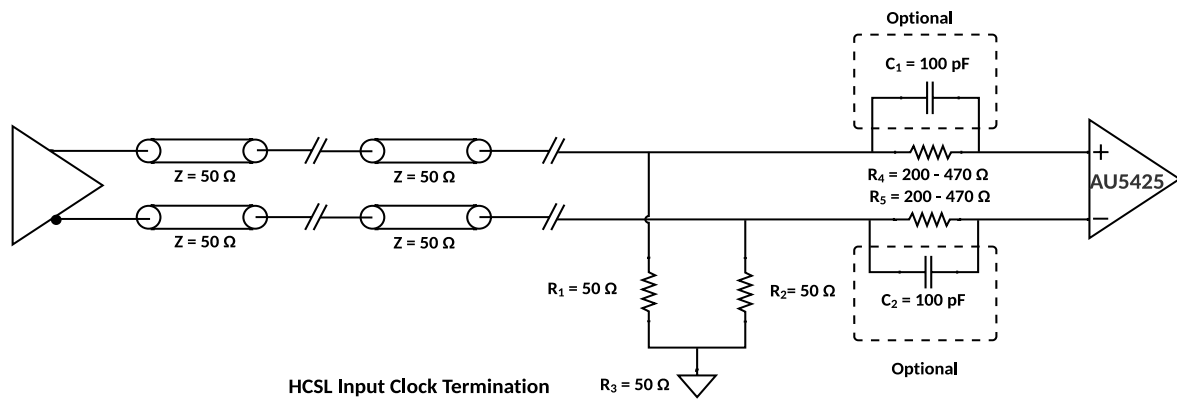 Optional
C₁ = 100 pF
Z = 50 Ω
Z = 50 Ω
R₄ = 200 - 470 Ω
+
AU5425
R₅ = 200 - 470 Ω
−
Z = 50 Ω
Z = 50 Ω
R₁ = 50 Ω
R₂= 50 Ω
C₂ = 100 pF
Optional
HCSL Input Clock Termination
R₃ = 50 Ω